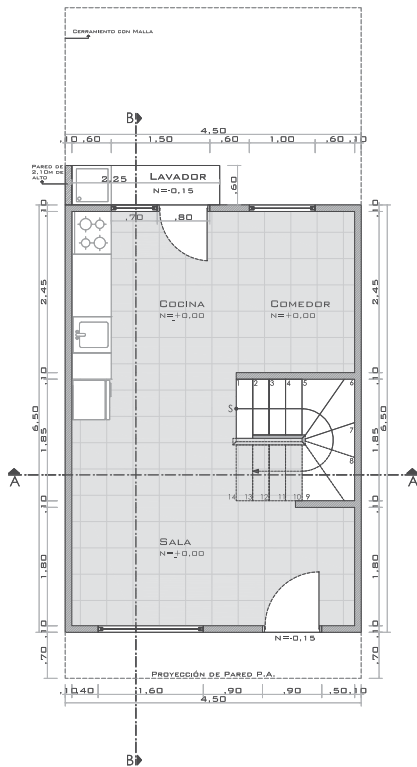 CERRAMIENTO CON MALLA
B
4,50
,10 ,60 1,50 ,60 1,00 ,60 ,10
PARED DE
2,10M DE
ALTO
2,25
LAVADOR
N=-0,15
,60
,70 ,80
,10
,10
COCINA
N=+0,00
COMEDOR
N=+0,00
2,45
2,45
,10
,10
1 2 3 4 5 6
S
7
8
14 13 12 11 10 9
6,50
6,50
1,85
1,85
A
A
,10
,10
SALA
N=+0,00
1,80
1,80
,10
,10
N=-0,15
,70
,70
PROYECCIÓN DE PARED P.A.
,10 ,40 1,60 ,90 ,90 ,50 ,10
4,50
B